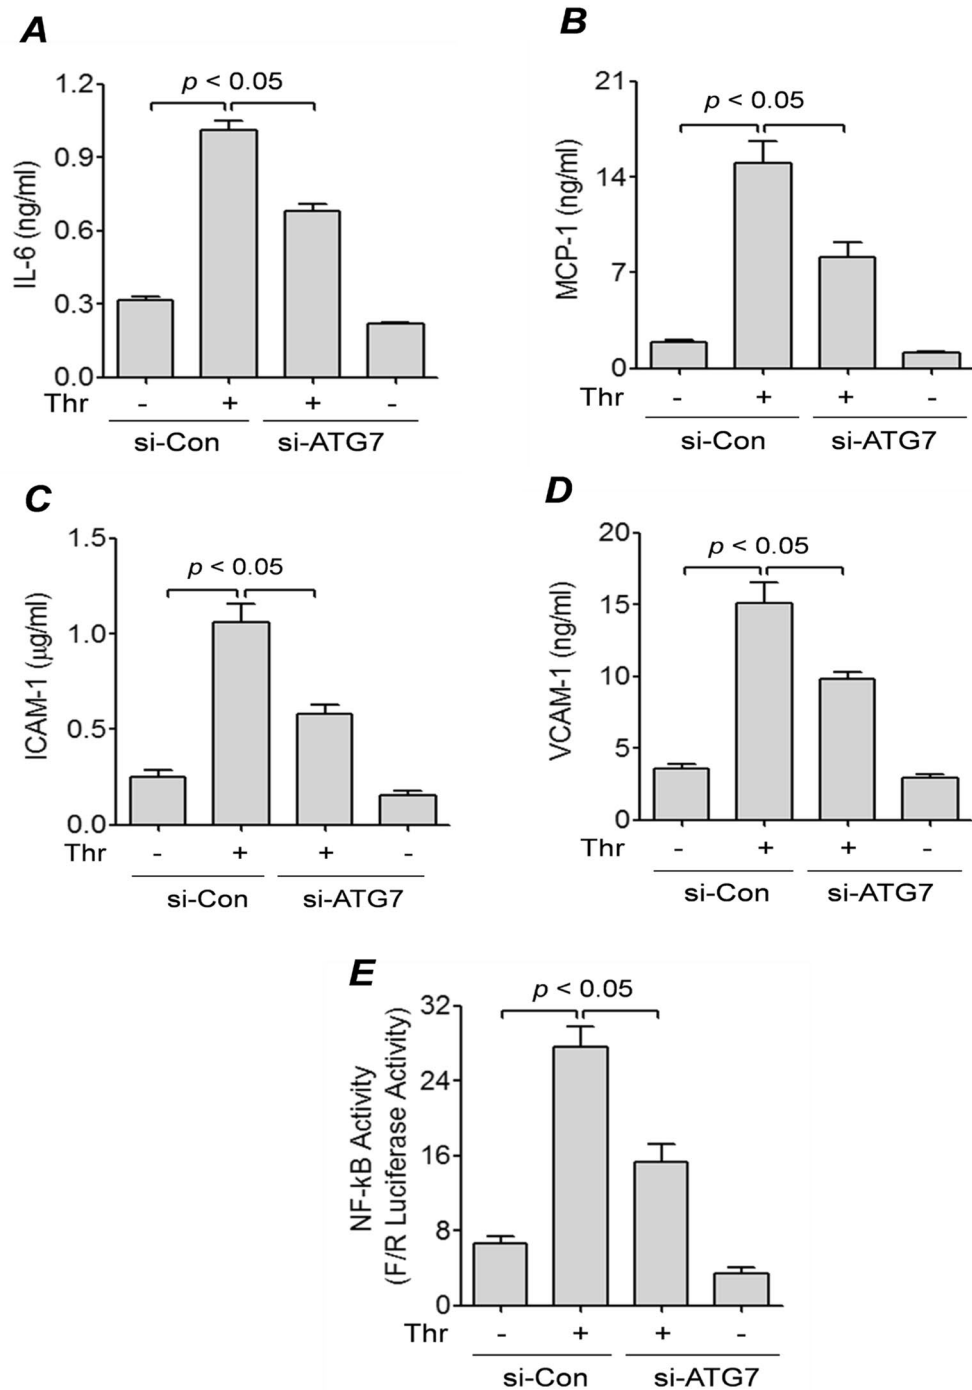 A
IL-6 (ng/ml)
1.2
0.9
0.6
0.3
0.0
p < 0.05
Thr - + + -
si-Con si-ATG7
B
MCP-1 (ng/ml)
21
14
7
0
p < 0.05
Thr - + + -
si-Con si-ATG7
C
ICAM-1 (μg/ml)
1.5
1.0
0.5
0.0
p < 0.05
Thr - + + -
si-Con si-ATG7
D
VCAM-1 (ng/ml)
20
15
10
5
0
p < 0.05
Thr - + + -
si-Con si-ATG7
E
NF-kB Activity
(F/R Luciferase Activity)
32
24
16
8
0
p < 0.05
Thr - + + -
si-Con si-ATG7